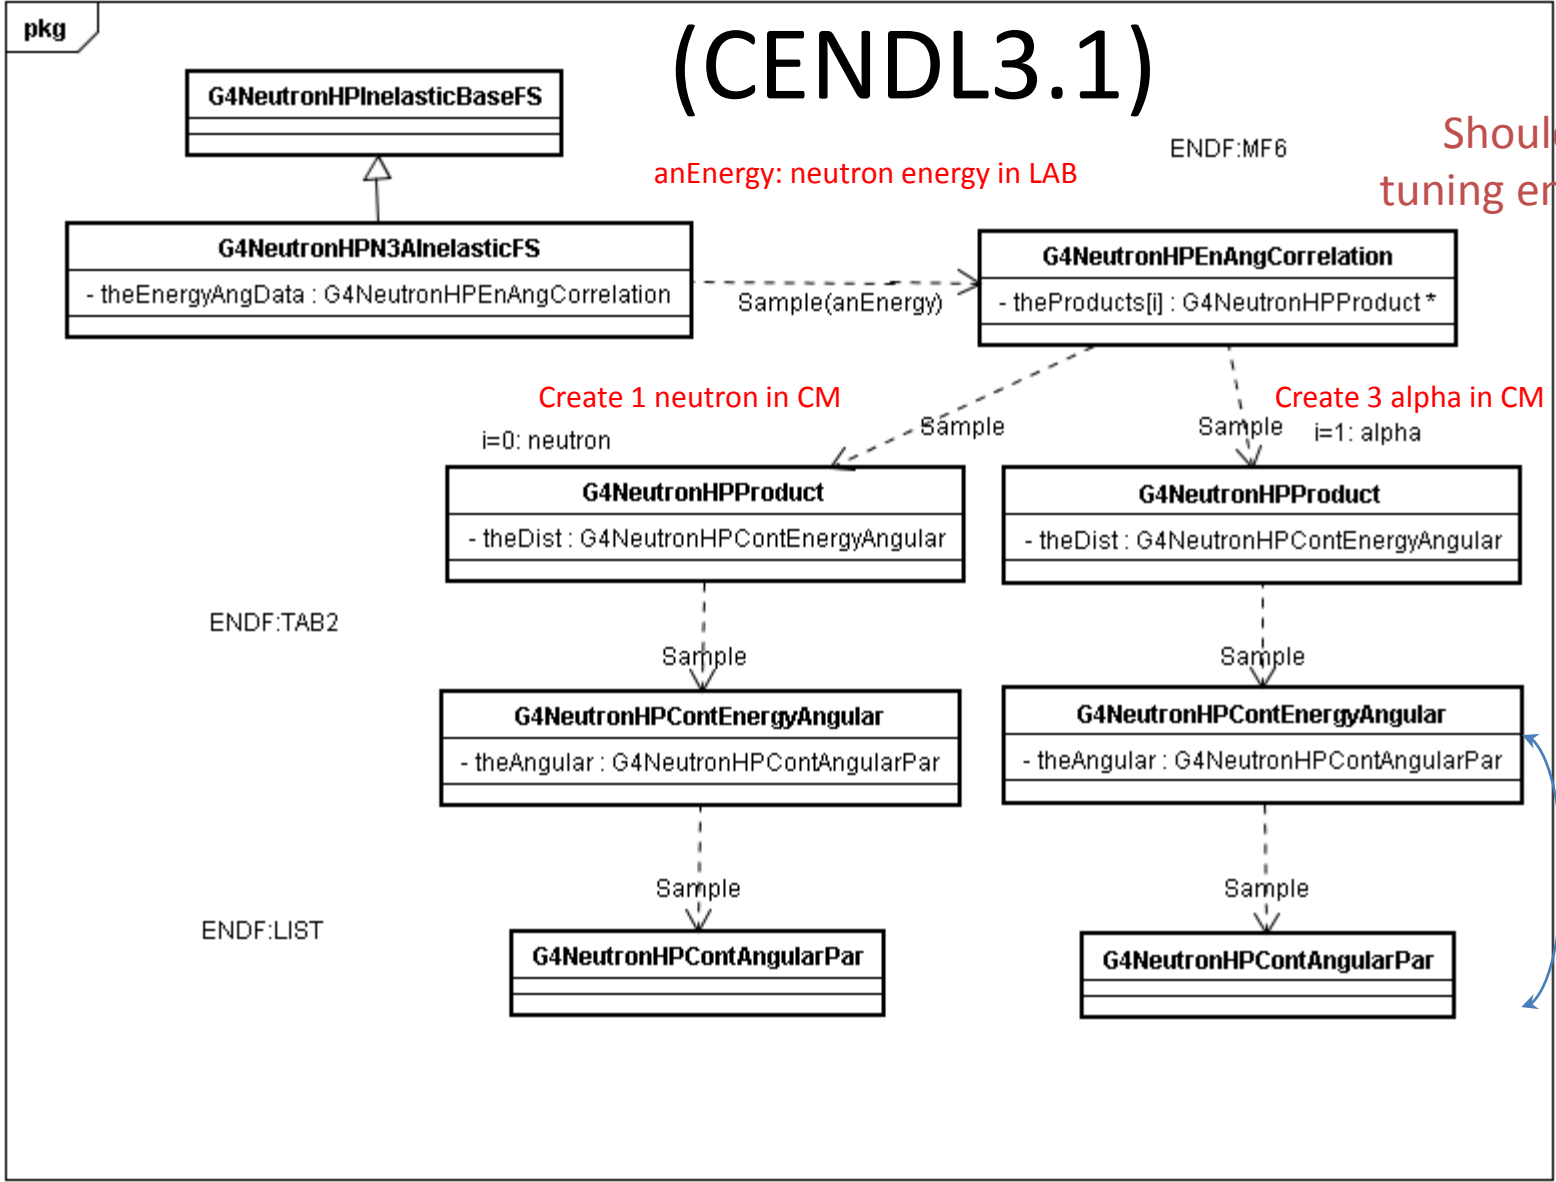 pkg
(CENDL3.1)
G4NeutronHPInelasticBaseFS
ENDF:MF6
anEnergy: neutron energy in LAB
tuning
G4NeutronHPN3AInelasticFS
- theEnergyAngData : G4NeutronHPEnAngCorrelation
Sample(anEnergy)
G4NeutronHPEnAngCorrelation
- theProducts[i] : G4NeutronHPProduct *
Create 1 neutron in CM
Create 3 alpha in CM
Sample
Sample
i=0: neutron
i=1: alpha
G4NeutronHPProduct
- theDist : G4NeutronHPContEnergyAngular
G4NeutronHPProduct
- theDist : G4NeutronHPContEnergyAngular
ENDF:TAB2
Sample
Sample
G4NeutronHPContEnergyAngular
- theAngular : G4NeutronHPContAngularPar
G4NeutronHPContEnergyAngular
- theAngular : G4NeutronHPContAngularPar
Sample
Sample
ENDF:LIST
G4NeutronHPContAngularPar
G4NeutronHPContAngularPar